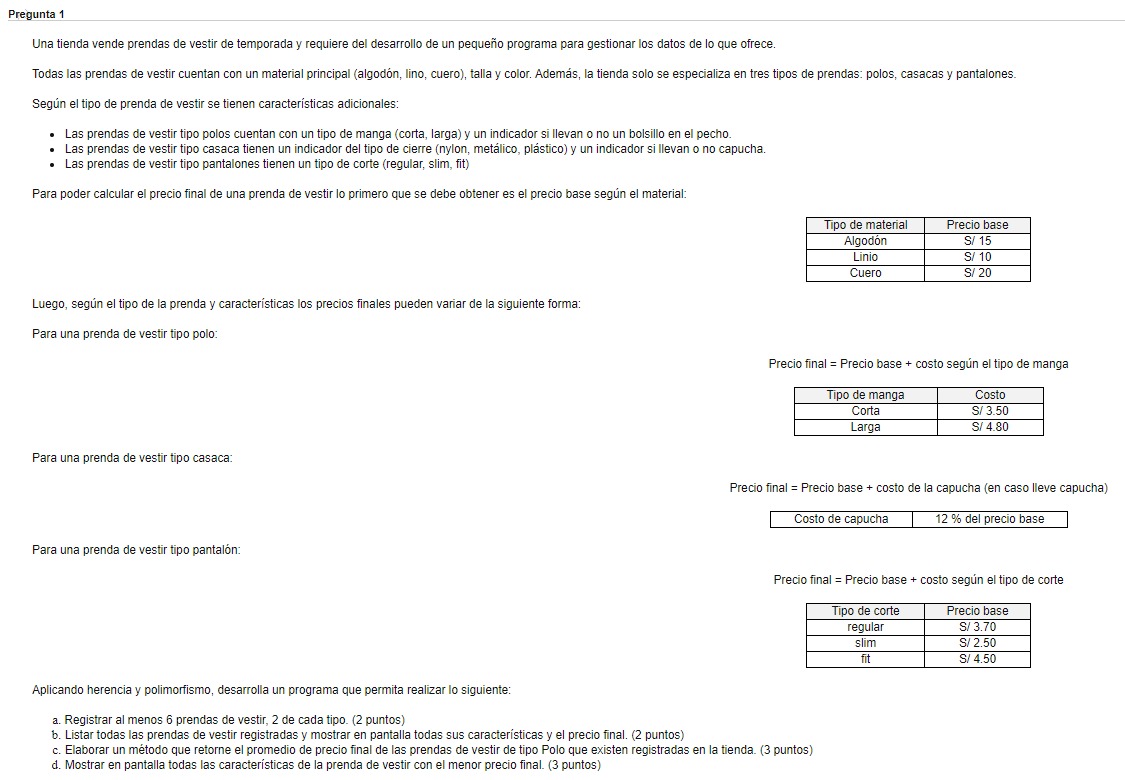 Pregunta 1
Una tienda vende prendas de vestir de temporada y requiere del desarrollo de un pequeño programa para gestionar los datos de lo que ofrece.
Todas las prendas de vestir cuentan con un material principal (algodón, lino, cuero), talla y color. Además, la tienda solo se especializa en tres tipos de prendas: polos, casacas y pantalones.
Según el tipo de prenda de vestir se tienen características adicionales:
• Las prendas de vestir tipo polos cuentan con un tipo de manga (corta, larga) y un indicador si llevan o no un bolsillo en el pecho.
• Las prendas de vestir tipo casaca tienen un indicador del tipo de cierre (nylon, metálico, plástico) y un indicador si llevan o no capucha.
• Las prendas de vestir tipo pantalones tienen un tipo de corte (regular, slim, fit)
Para poder calcular el precio final de una prenda de vestir lo primero que se debe obtener es el precio base según el material:
Tipo de material Precio base
Algodón S/ 15
Linio S/ 10
Cuero S/ 20
Luego, según el tipo de la prenda y características los precios finales pueden variar de la siguiente forma:
Para una prenda de vestir tipo polo:
Precio final = Precio base + costo según el tipo de manga
Tipo de manga Costo
Corta S/ 3.50
Larga S/ 4.80
Para una prenda de vestir tipo casaca:
Precio final = Precio base + costo de la capucha (en caso lleve capucha)
Costo de capucha 12 % del precio base
Para una prenda de vestir tipo pantalón:
Precio final = Precio base + costo según el tipo de corte
Tipo de corte Precio base
regular S/ 3.70
slim S/ 2.50
fit S/ 4.50
Aplicando herencia y polimorfismo, desarrolla un programa que permita realizar lo siguiente:
a. Registrar al menos 6 prendas de vestir, 2 de cada tipo. (2 puntos)
b. Listar todas las prendas de vestir registradas y mostrar en pantalla todas sus características y el precio final. (2 puntos)
c. Elaborar un método que retorne el promedio de precio final de las prendas de vestir de tipo Polo que existen registradas en la tienda. (3 puntos)
d. Mostrar en pantalla todas las características de la prenda de vestir con el menor precio final. (3 puntos)